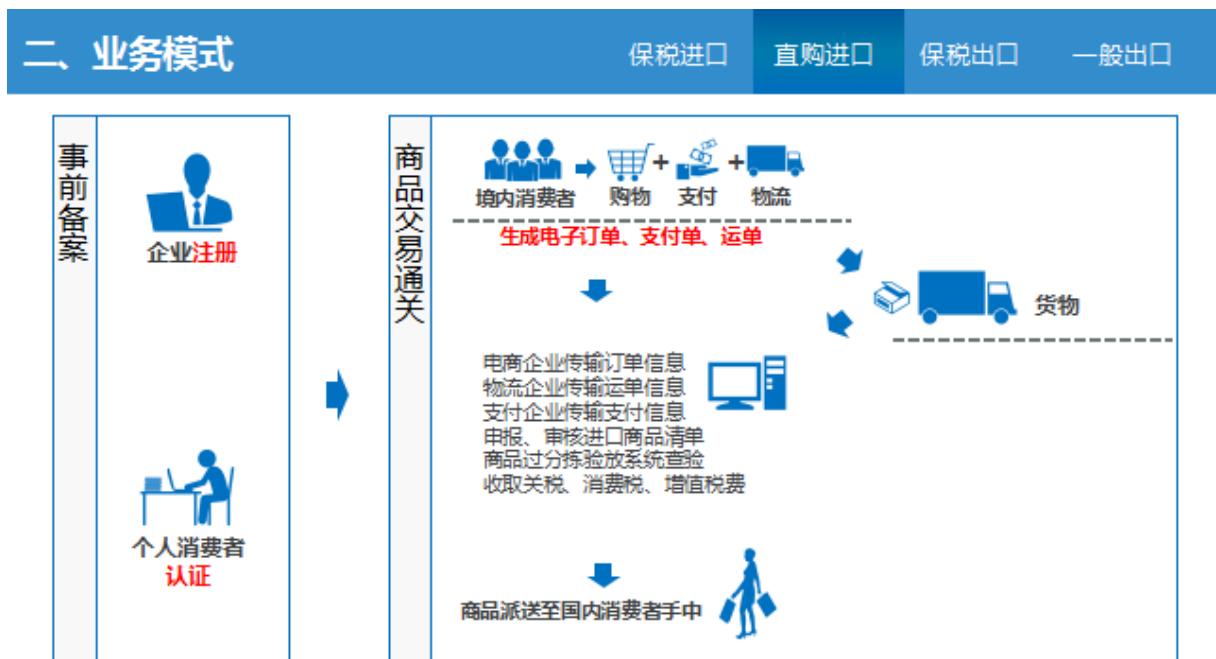 二、业务模式
保税进口
直购进口
保税出口
一般出口
事前备案
企业注册
个人消费者
认证
商品交易通关
境内消费者
购物
+
支付
+
物流
生成电子订单、支付单、运单
货物
电商企业传输订单信息
物流企业传输运单信息
支付企业传输支付信息
申报、审核进口商品清单
商品过分拣验放系统查验
收取关税、消费税、增值税费
商品派送至国内消费者手中